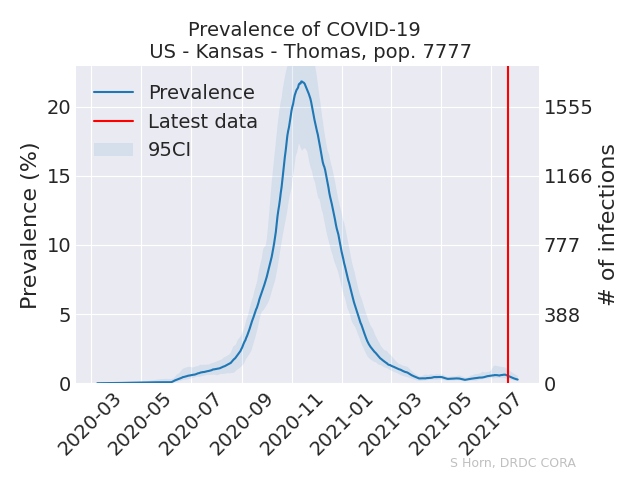 Prevalence of COVID-19
US - Kansas - Thomas, pop. 7777
Prevalence
Latest data
95CI
Prevalence (%)
20
15
10
5
0
1555
1166
777
388
0
# of infections
2020-03
2020-05
2020-07
2020-09
2020-11
2021-01
2021-03
2021-05
2021-07
S Horn, DRDC CORA